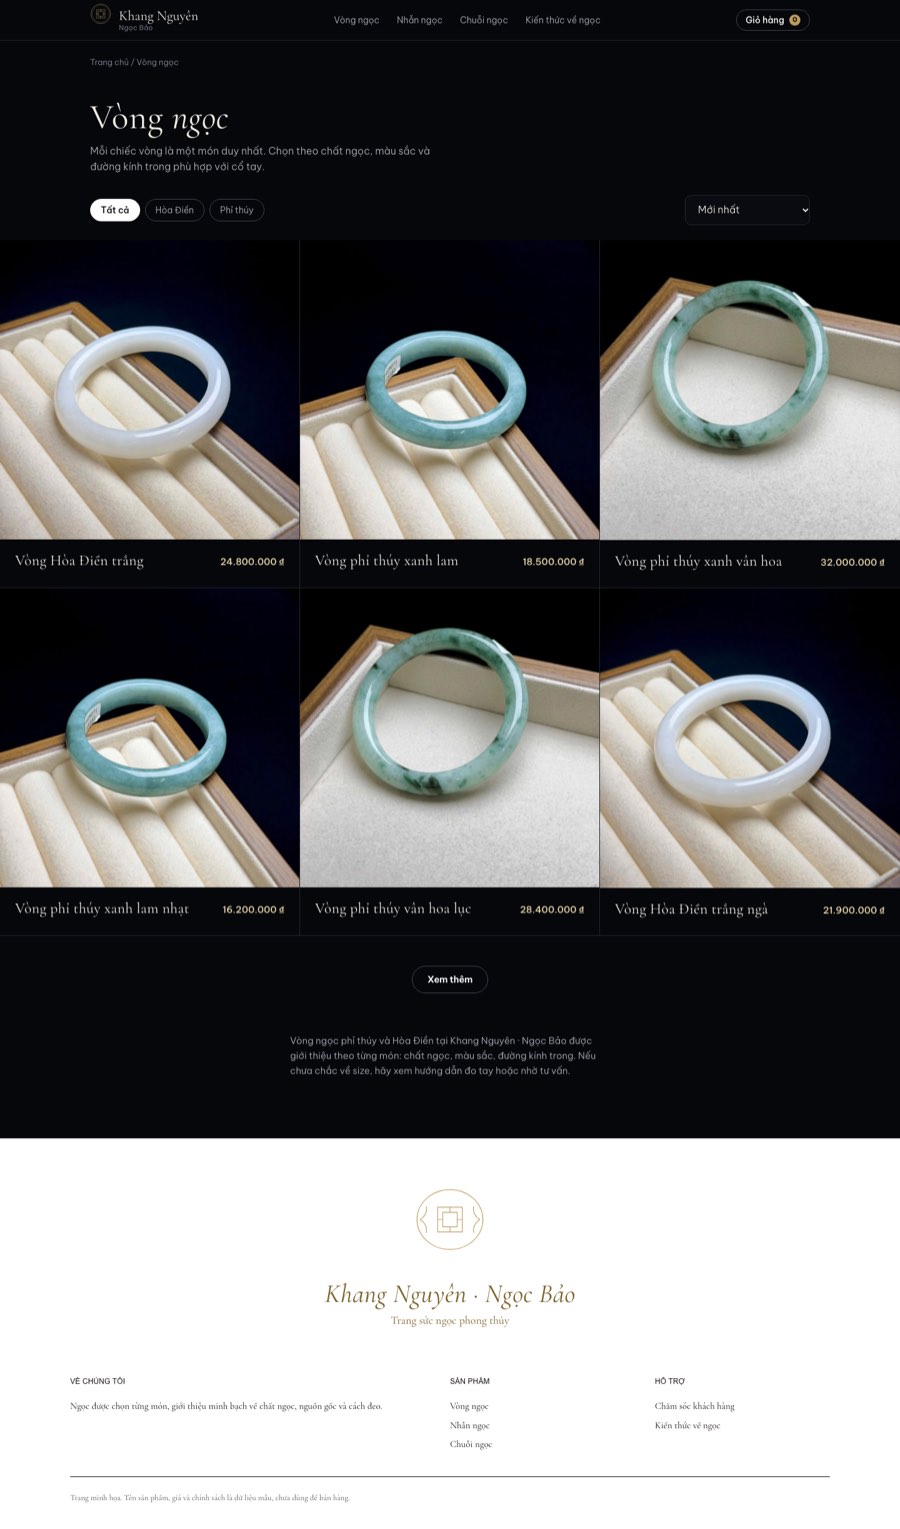 Khang Nguyên
Ngọc Bảo
Vòng ngọc
Nhẫn ngọc
Chuỗi ngọc
Kiến thức về ngọc
Giỏ hàng 0
Trang chủ / Vòng ngọc
Vòng ngọc
Mỗi chiếc vòng là một món duy nhất. Chọn theo chất ngọc, màu sắc và
đường kính trong phù hợp với cổ tay.
Tất cả
Hòa Điền
Phỉ thúy
Mới nhất
Vòng Hòa Điền trắng
24.800.000 ₫
Vòng phỉ thúy xanh lam
18.500.000 ₫
Vòng phỉ thúy xanh vân hoa
32.000.000 ₫
Vòng phỉ thúy xanh lam nhạt
16.200.000 ₫
Vòng phỉ thúy vân hoa lục
28.400.000 ₫
Vòng Hòa Điền trắng ngà
21.900.000 ₫
Xem thêm
Vòng ngọc phỉ thúy và Hòa Điền tại Khang Nguyên · Ngọc Bảo được
giới thiệu theo từng món: chất ngọc, màu sắc, đường kính trong. Nếu
chưa chắc về size, hãy xem hướng dẫn đo tay hoặc nhờ tư vấn.
Khang Nguyên · Ngọc Bảo
Trang sức ngọc phong thủy
VỀ CHÚNG TÔI
Ngọc được chọn từng món, giới thiệu minh bạch về chất ngọc, nguồn gốc và cách đeo.
SẢN PHẨM
Vòng ngọc
Nhẫn ngọc
Chuỗi ngọc
HỖ TRỢ
Chăm sóc khách hàng
Kiến thức về ngọc
Trang minh họa. Tên sản phẩm, giá và chính sách là dữ liệu mẫu, chưa dùng để bán hàng.